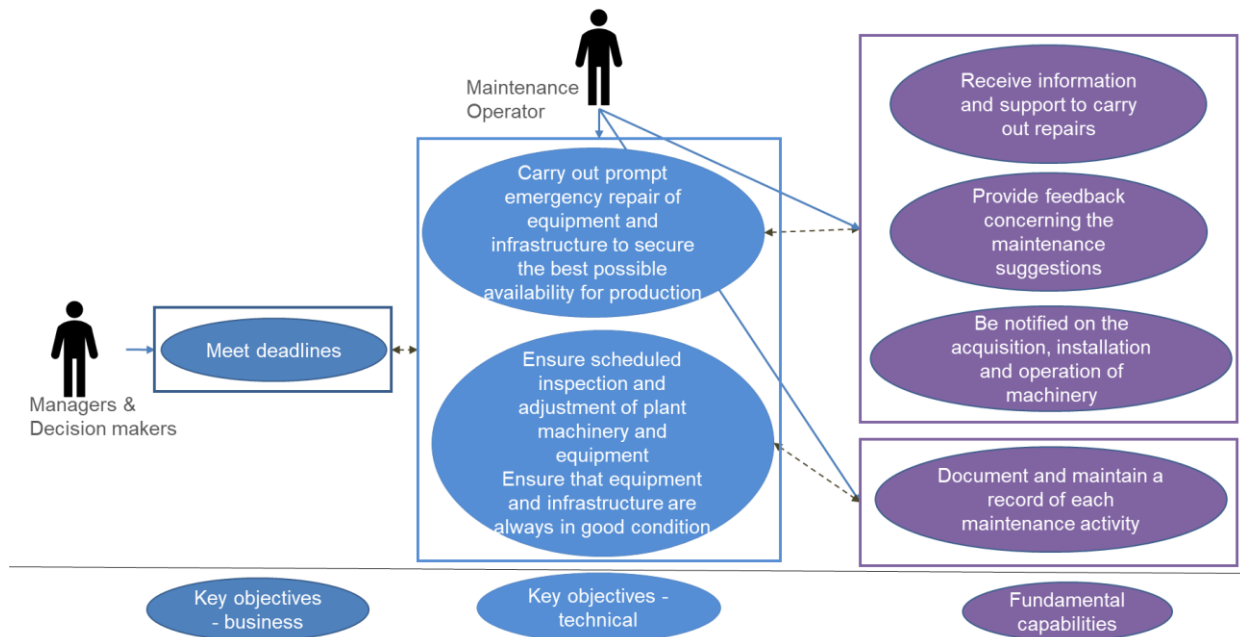 Maintenance
Operator
Receive information
and support to carry
out repairs
Carry out prompt
emergency repair of
equipment and
infrastructure to secure
the best possible
availability for production
Provide feedback
concerning the
maintenance
suggestions
Managers &
Decision makers
Meet deadlines
Ensure scheduled
inspection and
adjustment of plant
machinery and
equipment
Ensure that equipment
and infrastructure are
always in good condition
Be notified on the
acquisition, installation
and operation of
machinery
Document and maintain a
record of each
maintenance activity
Key objectives
- business
Key objectives -
technical
Fundamental
capabilities